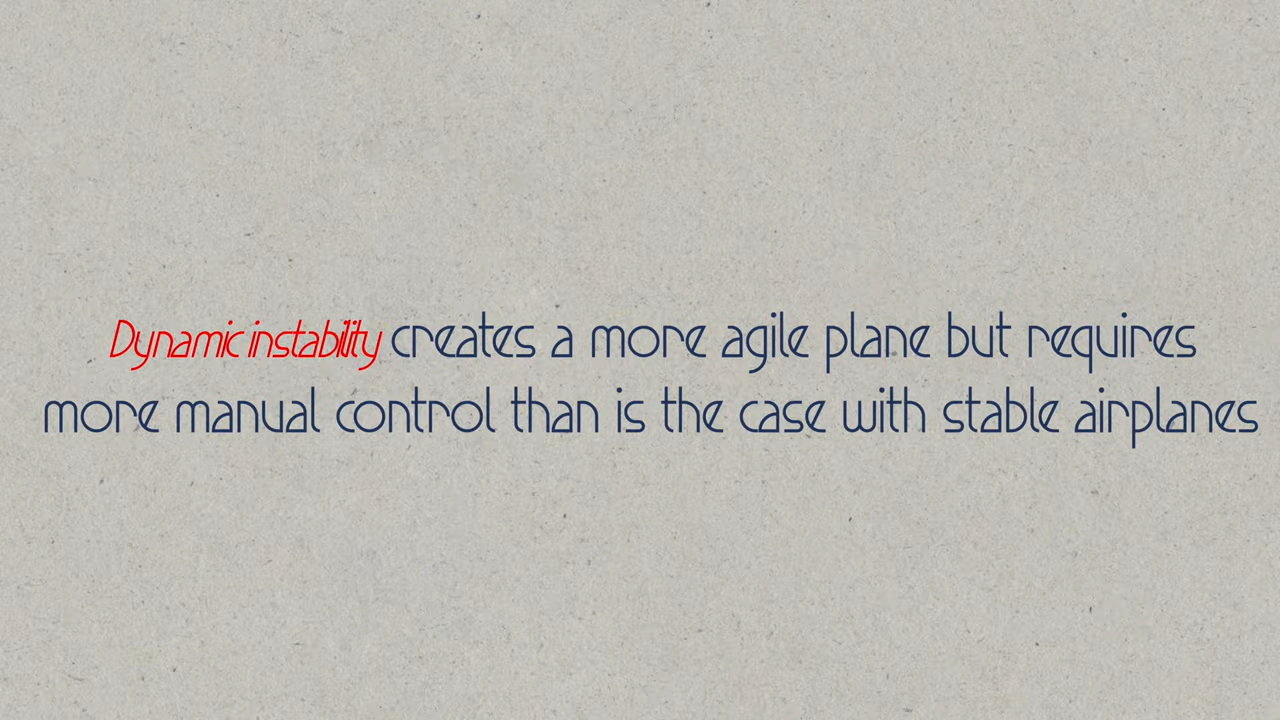 Dynamic instability creates a more agile plane but requires
more manual control than is the case with stable airplanes